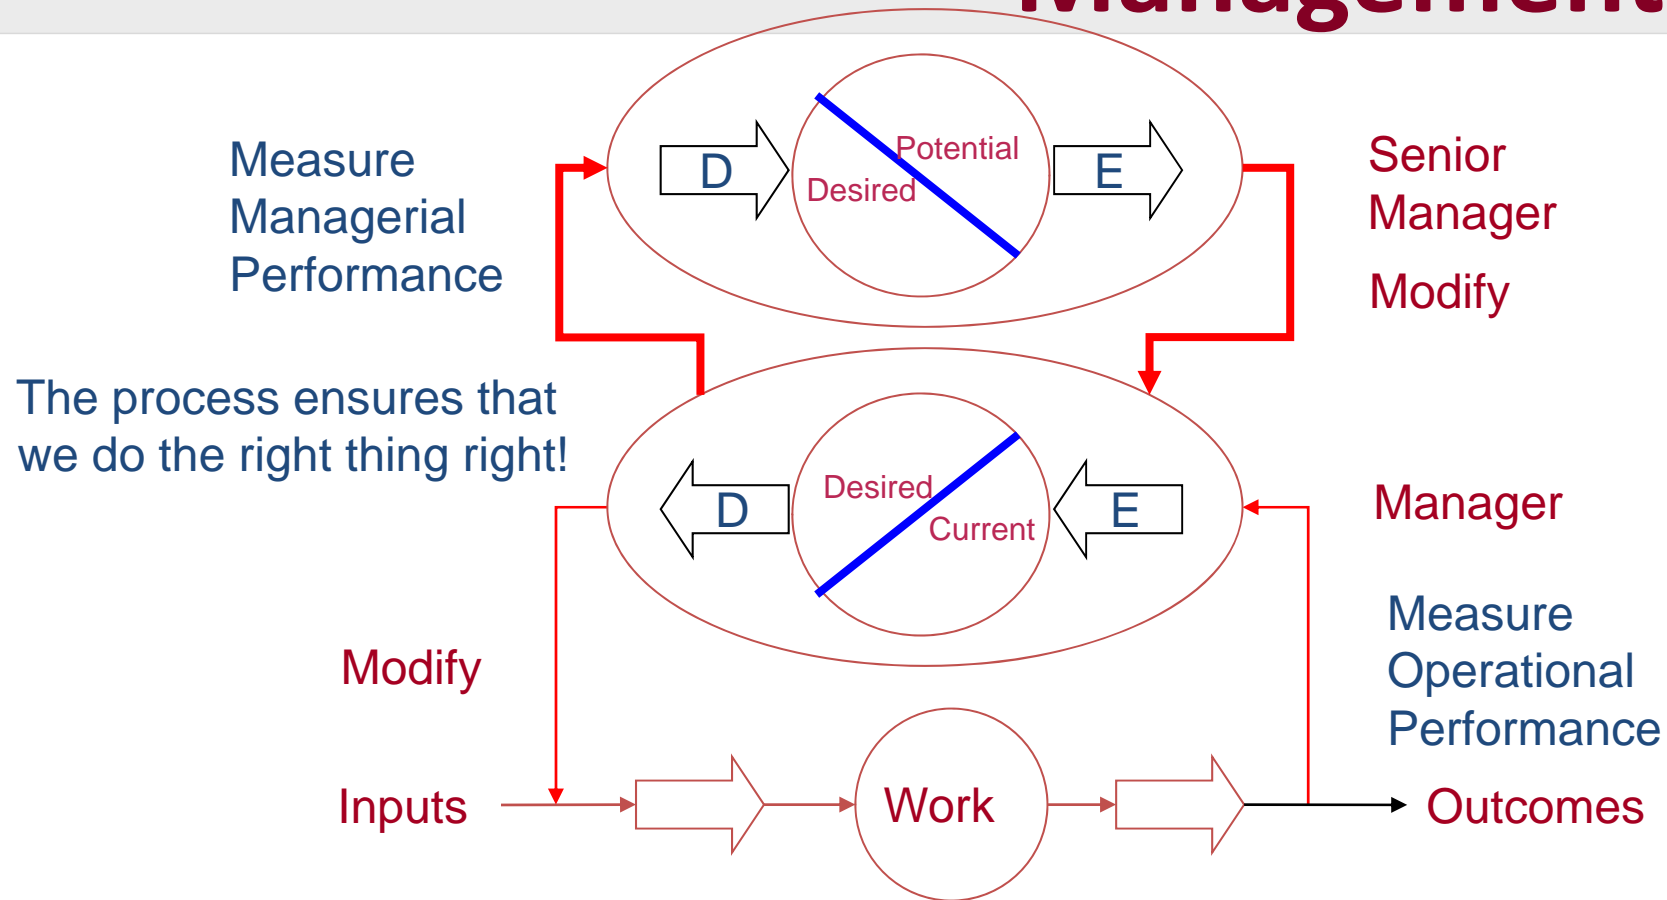 Management
Measure
Managerial
Performance
D
Potential
Desired
E
Senior
Manager
Modify
The process ensures that
we do the right thing right!
D
Desired
Current
E
Manager
Modify
Measure
Operational
Performance
Inputs
Work
Outcomes